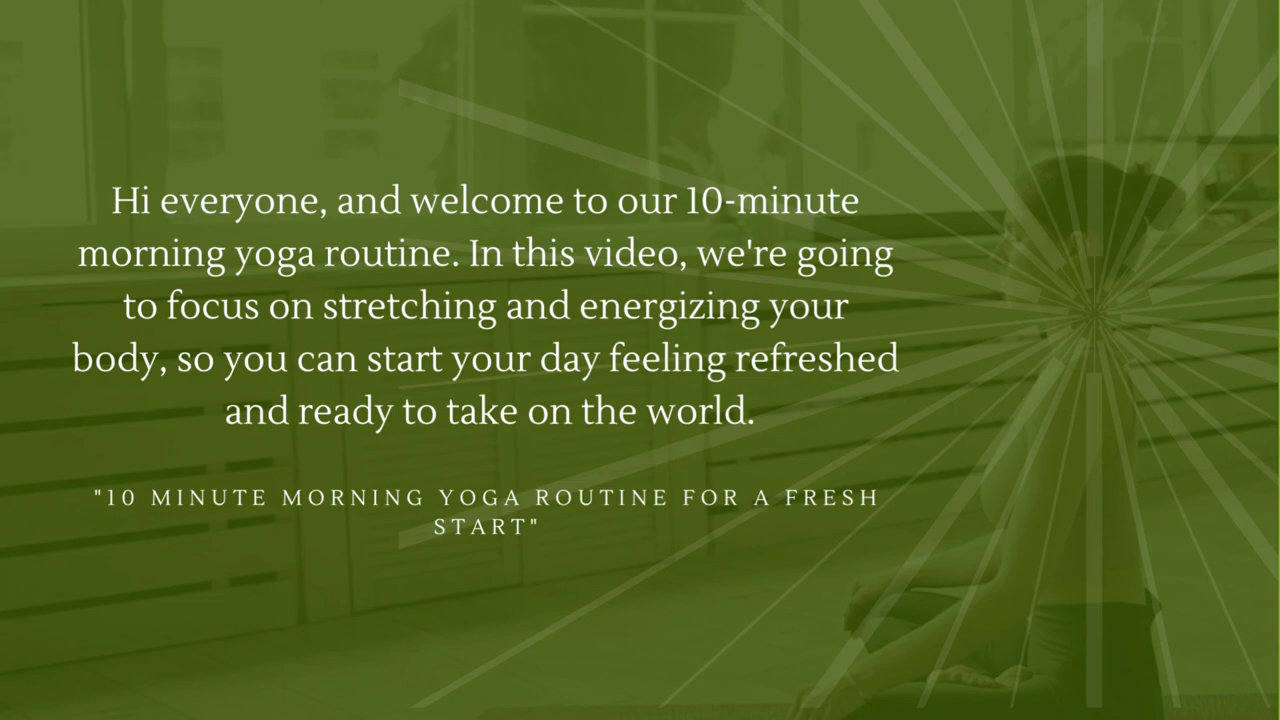 Hi everyone, and welcome to our 10-minute
morning yoga routine. In this video, we're going
to focus on stretching and energizing your
body, so you can start your day feeling refreshed
and ready to take on the world.
"10 MINUTE MORNING YOGA ROUTINE FOR A FRESH
START"